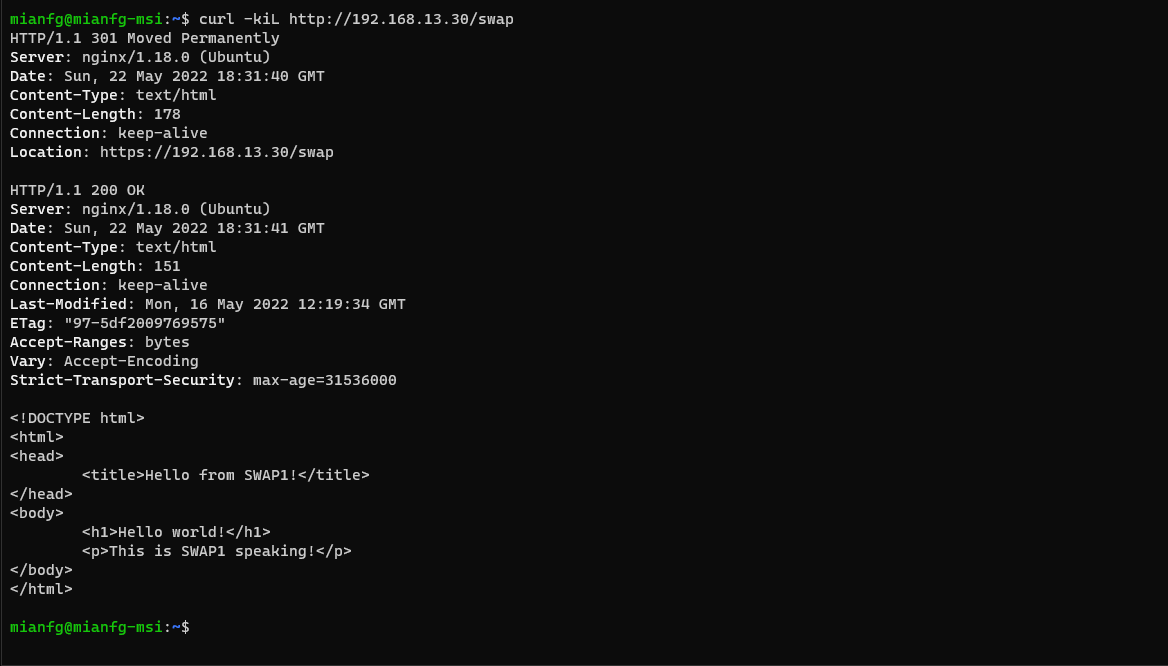 mianfg@mianfg-msi:~$ curl -kiL http://192.168.13.30/swap
HTTP/1.1 301 Moved Permanently
Server: nginx/1.18.0 (Ubuntu)
Date: Sun, 22 May 2022 18:31:40 GMT
Content-Type: text/html
Content-Length: 178
Connection: keep-alive
Location: https://192.168.13.30/swap

HTTP/1.1 200 OK
Server: nginx/1.18.0 (Ubuntu)
Date: Sun, 22 May 2022 18:31:41 GMT
Content-Type: text/html
Content-Length: 151
Connection: keep-alive
Last-Modified: Mon, 16 May 2022 12:19:34 GMT
ETag: "97-5df2009769575"
Accept-Ranges: bytes
Vary: Accept-Encoding
Strict-Transport-Security: max-age=31536000

<!DOCTYPE html>
<html>
<head>
        <title>Hello from SWAP1!</title>
</head>
<body>
        <h1>Hello world!</h1>
        <p>This is SWAP1 speaking!</p>
</body>
</html>

mianfg@mianfg-msi:~$